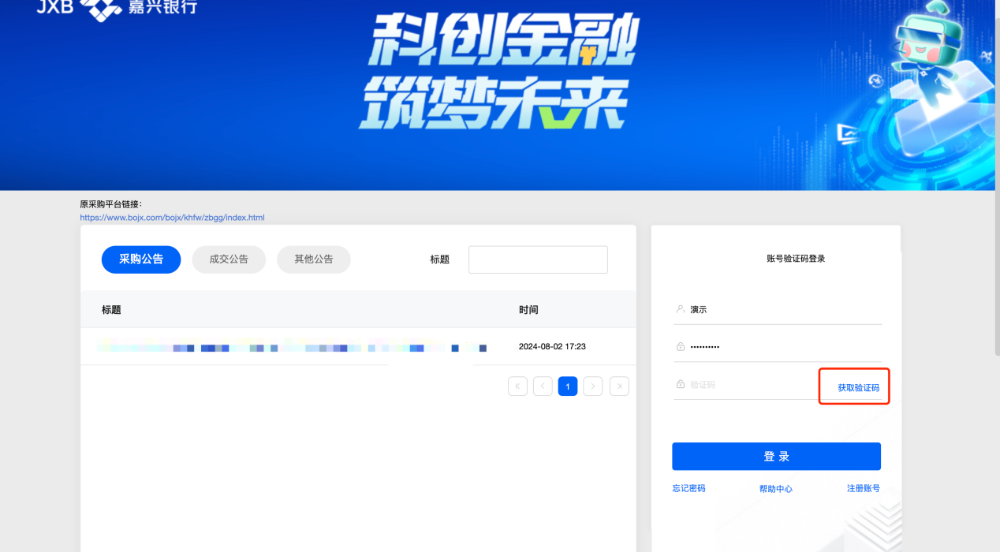 JXB 嘉兴银行
科创金融
筑梦未来
原采购平台链接：
https://www.bojx.com/bojx/khfw/zbgg/index.html
采购公告 成交公告 其他公告 标题
标题 时间
2024-08-02 17:23
1
账号验证码登录
演示
••••••••••
验证码 获取验证码
登 录
忘记密码 帮助中心 注册账号